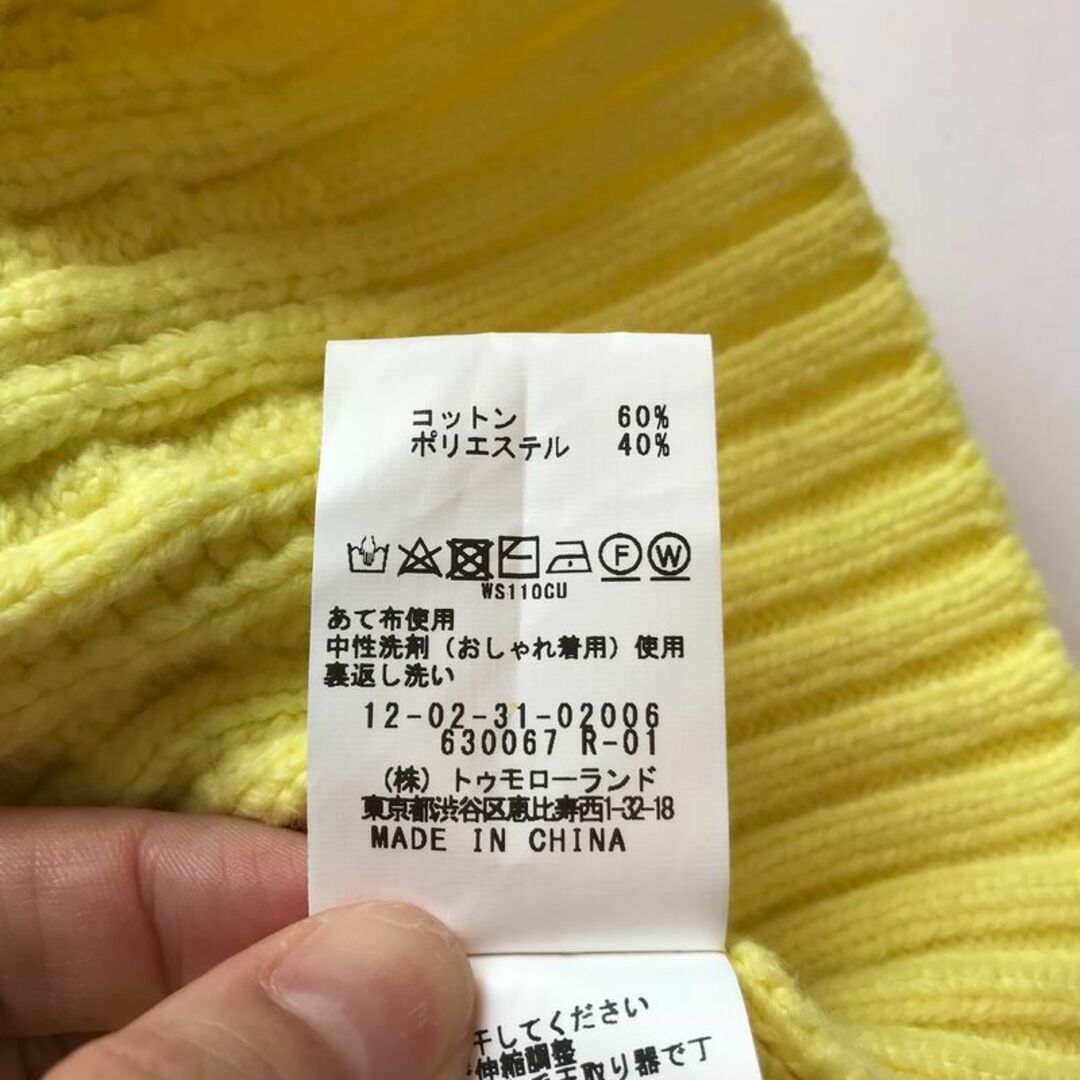 コットン 60%
ポリエステル 40%
F W
WS110CU
あて布使用
中性洗剤（おしゃれ着用）使用
裏返し洗い
12-02-31-02006
630067 R-01
（株）トゥモローランド
東京都渋谷区恵比寿西1-32-18
MADE IN CHINA
干してください
伸縮調整
取り器で丁